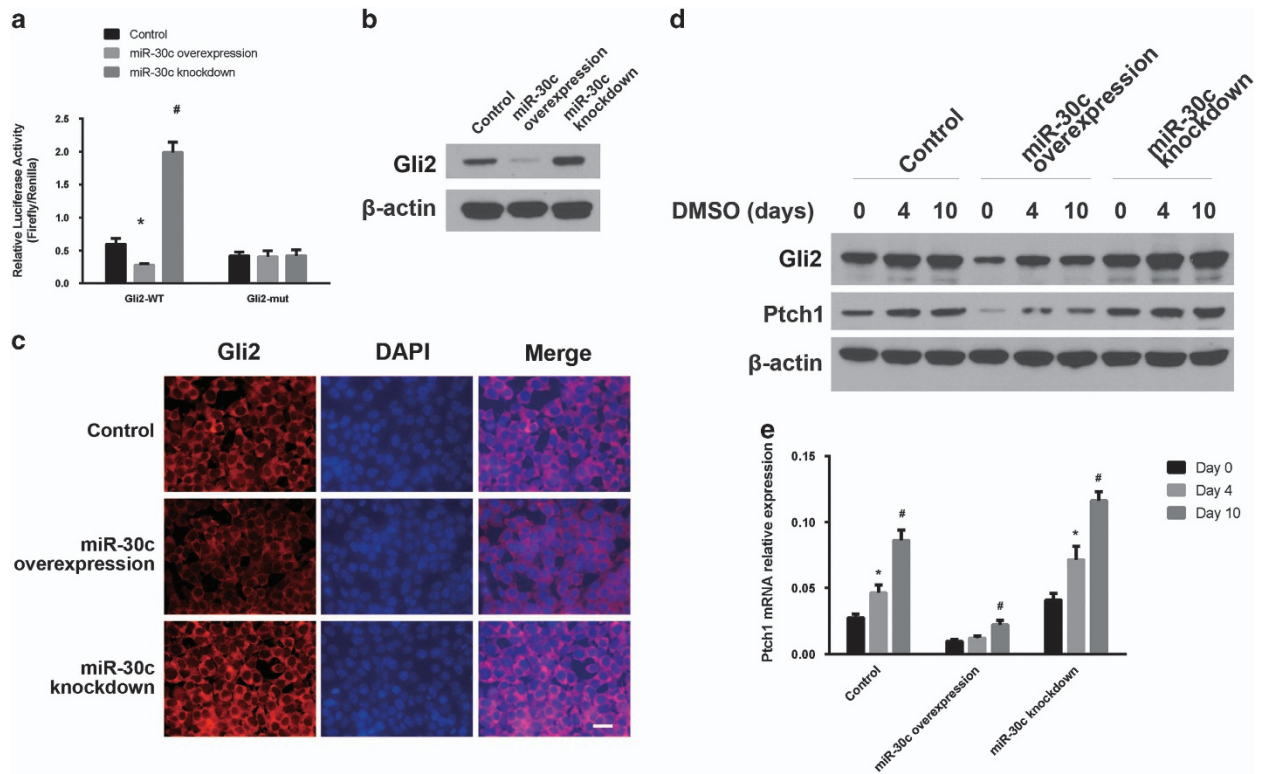 a
Control
miR-30c overexpression
miR-30c knockdown
Relative Luciferase Activity
(Firefly/Renilla)
2.5
2.0
1.5
1.0
0.5
0.0
*
#
Gli2-WT
Gli2-mut
b
Control
miR-30c
overexpression
miR-30c
knockdown
Gli2
β-actin
c
Gli2
DAPI
Merge
Control
miR-30c
overexpression
miR-30c
knockdown
d
Control
miR-30c
overexpression
miR-30c
knockdown
DMSO (days) 0 4 10 0 4 10 0 4 10
Gli2
Ptch1
β-actin
e
Ptch1 mRNA relative expression
0.15
0.10
0.05
0.00
*
#
#
*
#
Control
miR-30c overexpression
miR-30c knockdown
Day 0
Day 4
Day 10